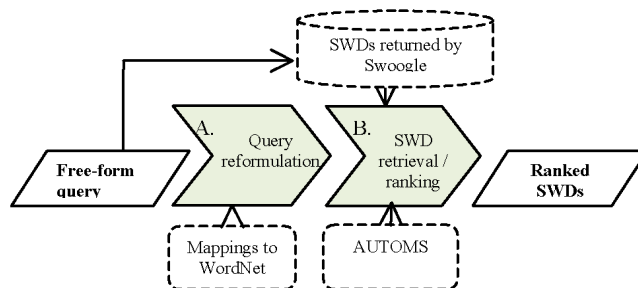 SWDs returned by
Swoogle
A.
Query
reformulation
B.
SWD
retrieval /
ranking
Free-form
query
Ranked
SWDs
Mappings to
WordNet
AUTOMS